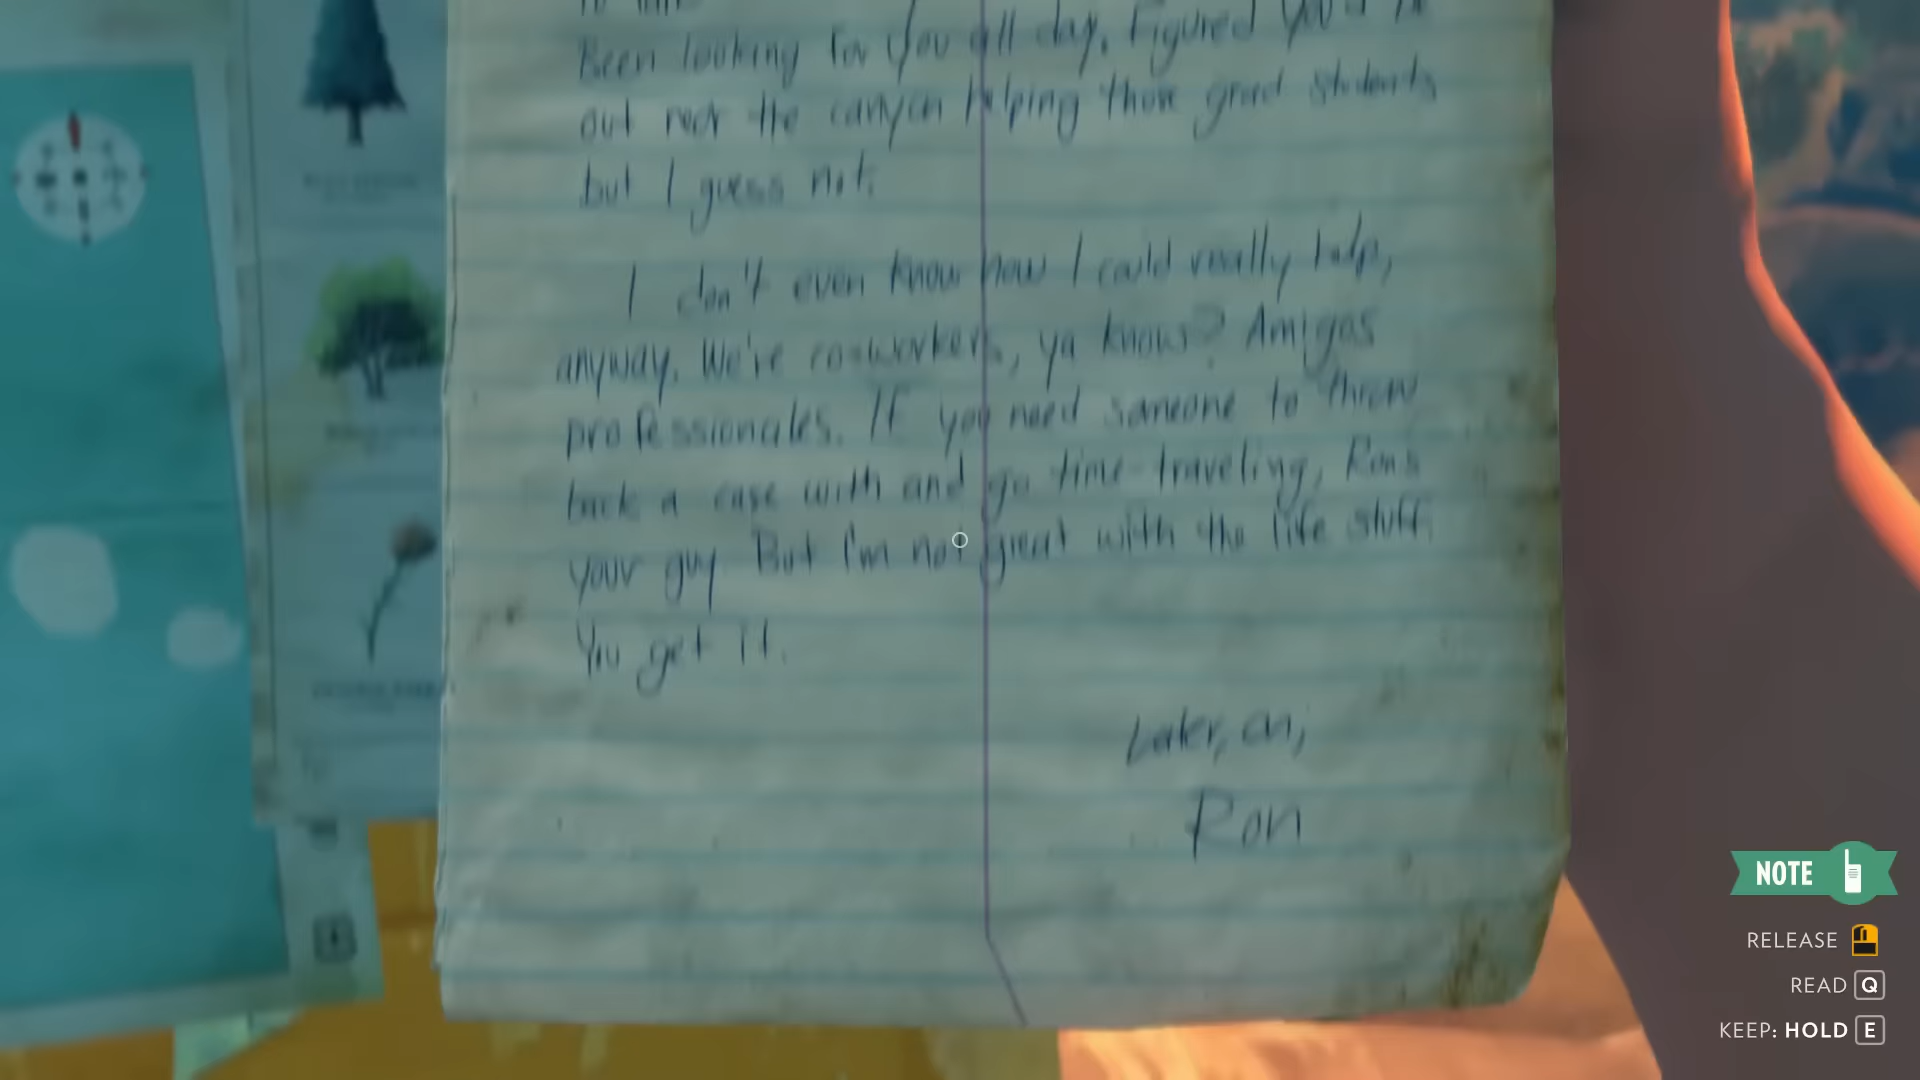 Been looking for you all day. Figured you'd be
out near the canyon helping those grad students
but I guess not.
I don't even know how I could really help,
anyway. We're co-workers, ya know? Amigos
professionales. If you need someone to throw
back a case with and go time-traveling, Ron's
your guy. But I'm not great with the life stuff.
You get it.
Later, on,
Ron
NOTE
RELEASE
READ Q
KEEP: HOLD E